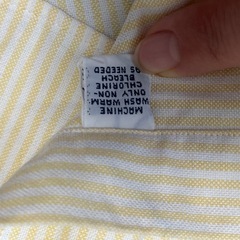 MACHINE
WASH WARM
ONLY NON-
CHLORINE
BLEACH
AS NEEDED